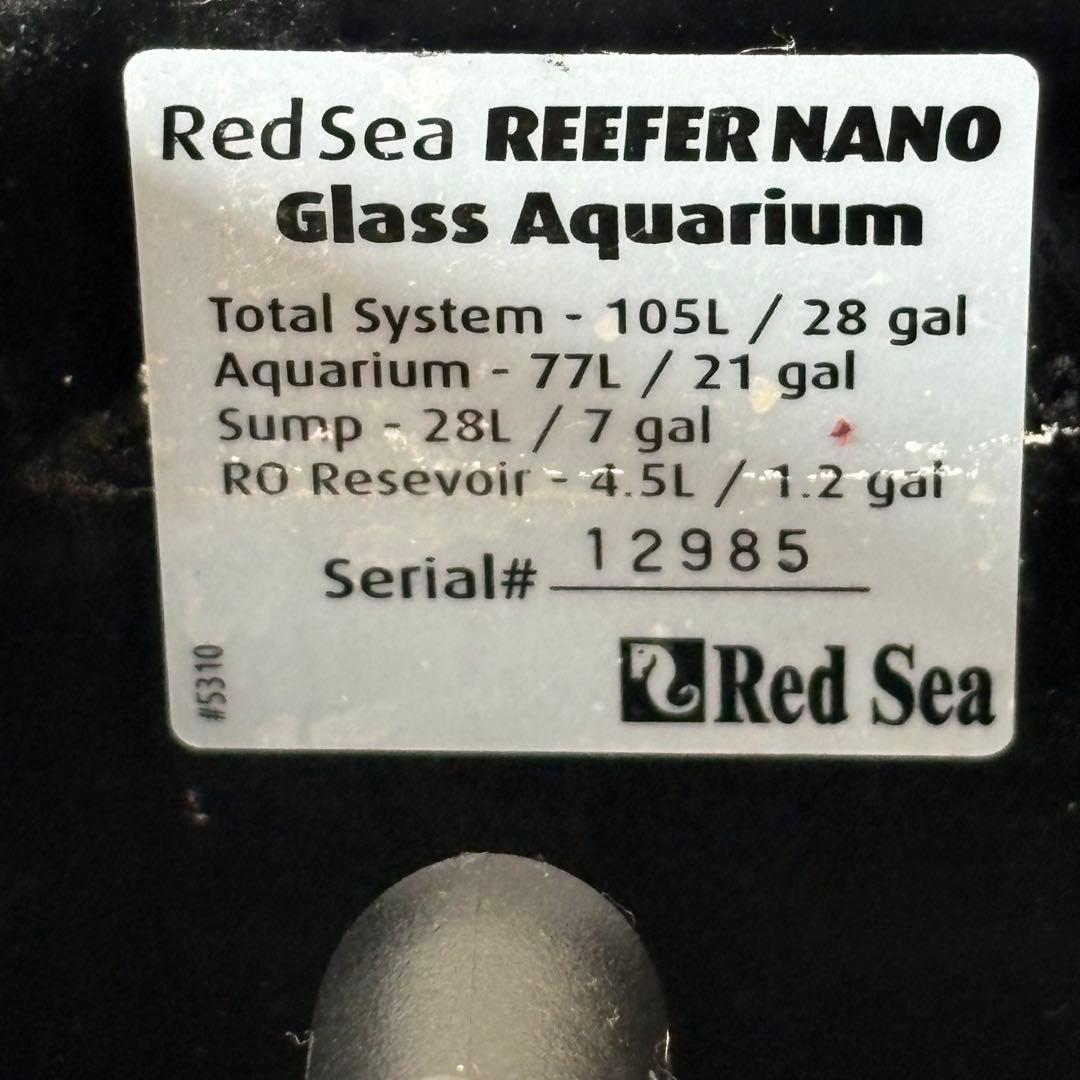 Red Sea REEFER NANO
Glass Aquarium
Total System - 105L / 28 gal
Aquarium - 77L / 21 gal
Sump - 28L / 7 gal
RO Resevoir - 4.5L / 1.2 gal
Serial# 12985
#5310
Red Sea